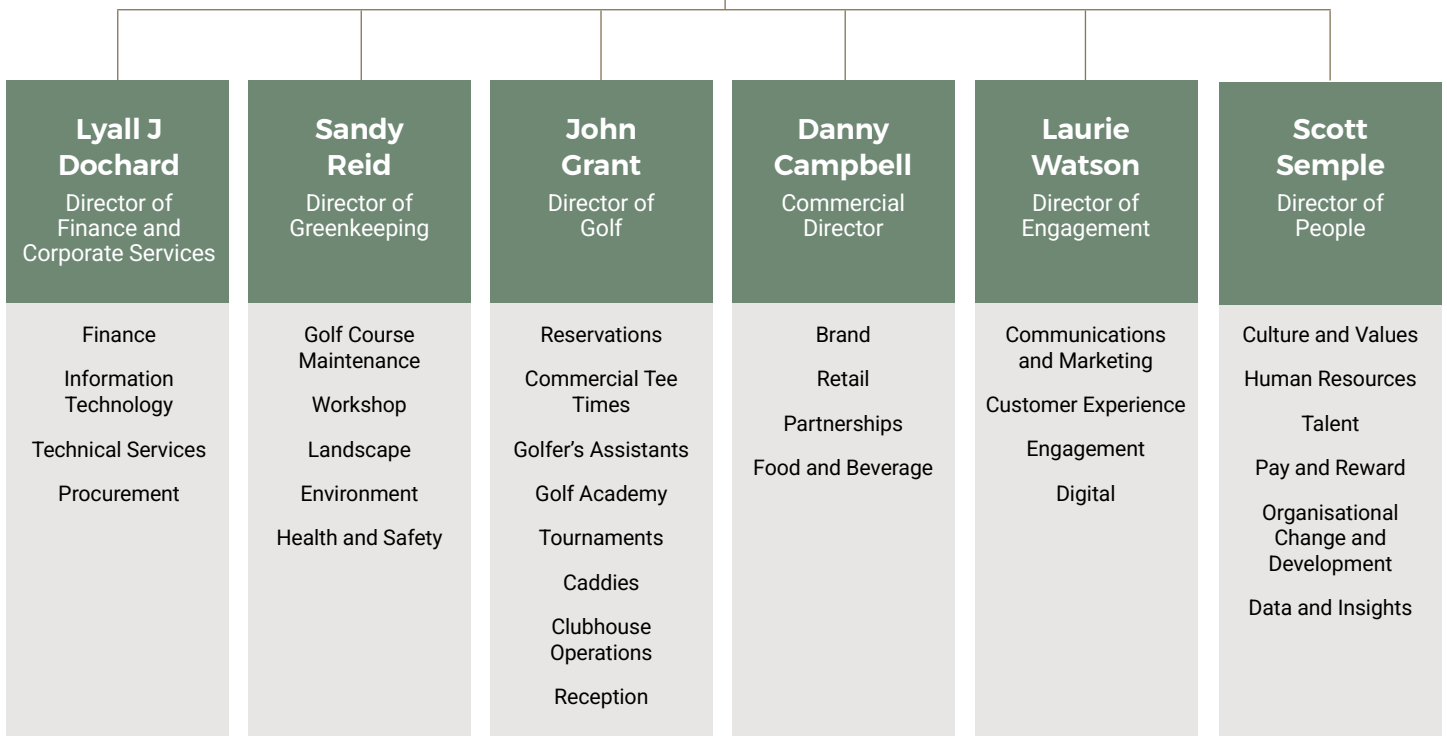 Lyall J
Dochard
Director of
Finance and
Corporate Services
Finance
Information
Technology
Technical Services
Procurement
Sandy
Reid
Director of
Greenkeeping
Golf Course
Maintenance
Workshop
Landscape
Environment
Health and Safety
John
Grant
Director of
Golf
Reservations
Commercial Tee
Times
Golfer’s Assistants
Golf Academy
Tournaments
Caddies
Clubhouse
Operations
Reception
Danny
Campbell
Commercial
Director
Brand
Retail
Partnerships
Food and Beverage
Laurie
Watson
Director of
Engagement
Communications
and Marketing
Customer Experience
Engagement
Digital
Scott
Semple
Director of
People
Culture and Values
Human Resources
Talent
Pay and Reward
Organisational
Change and
Development
Data and Insights